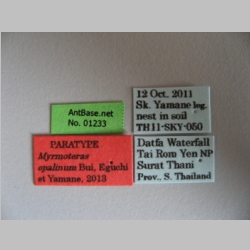 AntBase.net
No. 01233
12 Oct. 2011
Sk. Yamane leg.
nest in soil
TH11-SKY-050
PARATYPE
Myrmoteras
opalinum Bui, Eguchi
et Yamane, 2013
Datfa Waterfall
Tai Rom Yen NP
Surat Thani
Prov., S. Thailand